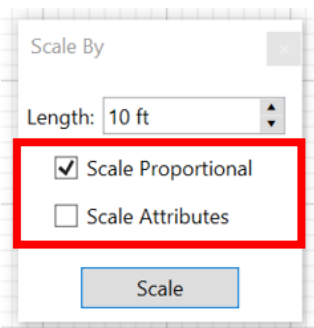 Scale By
Length: 10 ft
Scale Proportional
Scale Attributes
Scale